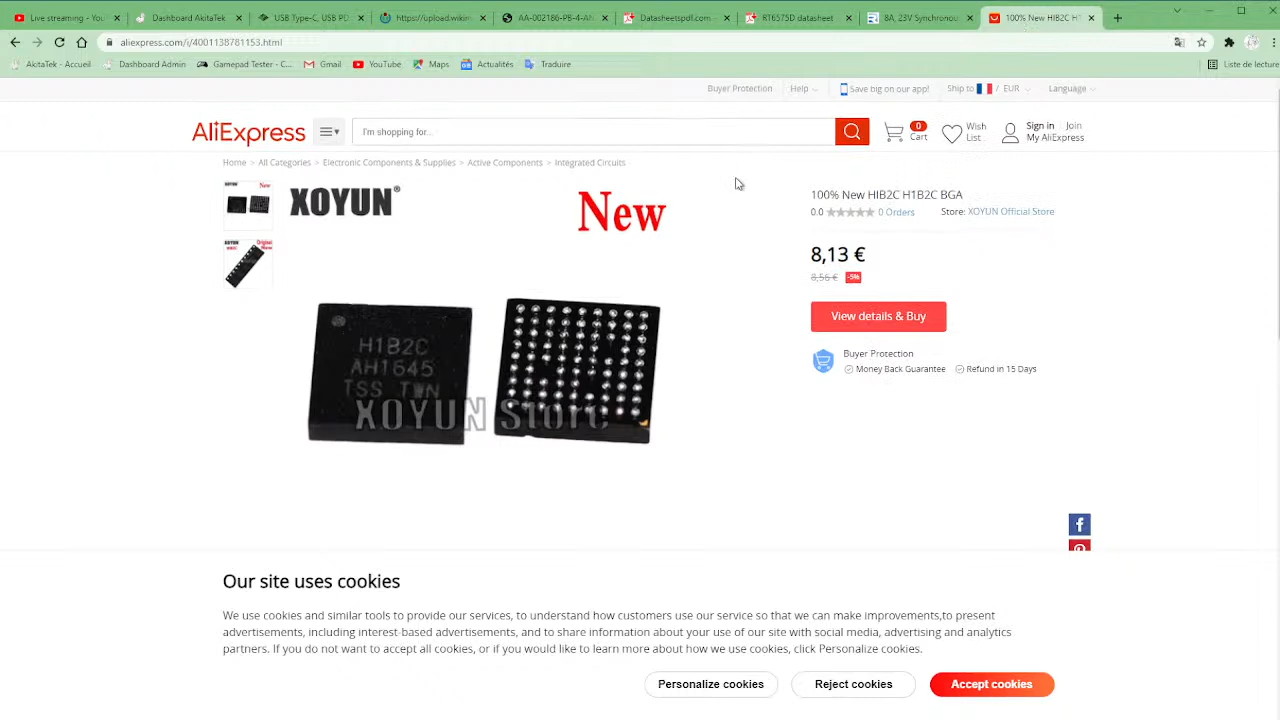 Live streaming - YouTu
Dashboard AkitaTek
USB Type-C, USB PD
https://upload.wikim
AA-002186-PB-4-AN
Datasheetspdf.com
RT6575D datasheet
8A, 23V Synchronou
100% New HIB2C H1
aliexpress.com/i/4001138781153.html
AkitaTek - Accueil
Dashboard Admin
Gamepad Tester - C...
Gmail
YouTube
Maps
Actualités
Traduire
Liste de lecture
Buyer Protection
Help
Save big on our app!
Ship to / EUR
Language
AliExpress
I'm shopping for...
0
Cart
Wish
List
Sign in Join
My AliExpress
Home > All Categories > Electronic Components & Supplies > Active Components > Integrated Circuits
XOYUN New
XOYUN Original New
XOYUN®
New
H1B2C
AH1645
TSS TWN
XOYUN Store
100% New HIB2C H1B2C BGA
0.0 0 Orders Store: XOYUN Official Store
8,13 €
8,56 € -5%
View details & Buy
Buyer Protection
Money Back Guarantee Refund in 15 Days
Our site uses cookies
We use cookies and similar tools to provide our services, to understand how customers use our service so that we can make improvements,to present
advertisements, including interest-based advertisements, and to share information about your use of our site with social media, advertising and analytics
partners. If you do not want to accept all cookies, or if you would like to learn more about how we use cookies, click Personalize cookies.
Personalize cookies
Reject cookies
Accept cookies